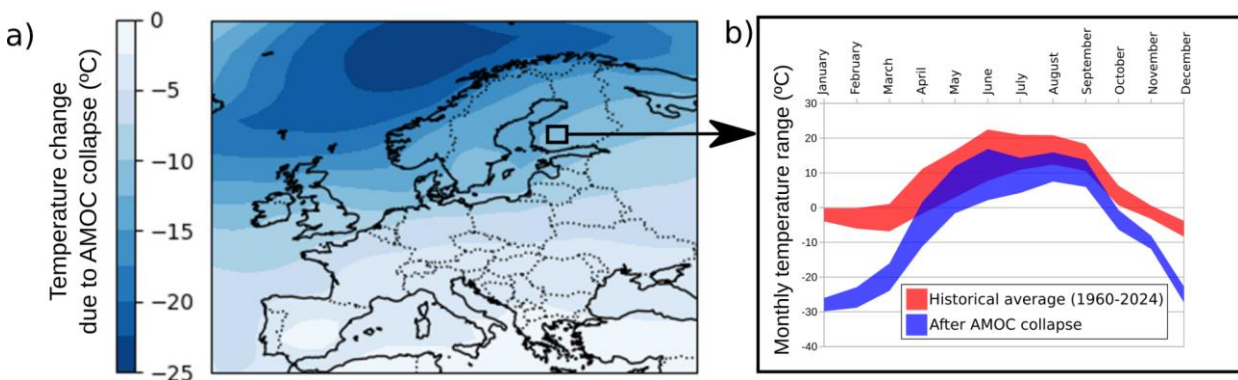 a)
Temperature change
due to AMOC collapse (ºC)
0
−5
−10
−15
−20
−25
b)
Monthly temperature range (ºC)
January
February
March
April
May
June
July
August
September
October
November
December
30
20
10
0
-10
-20
-30
-40
Historical average (1960-2024)
After AMOC collapse